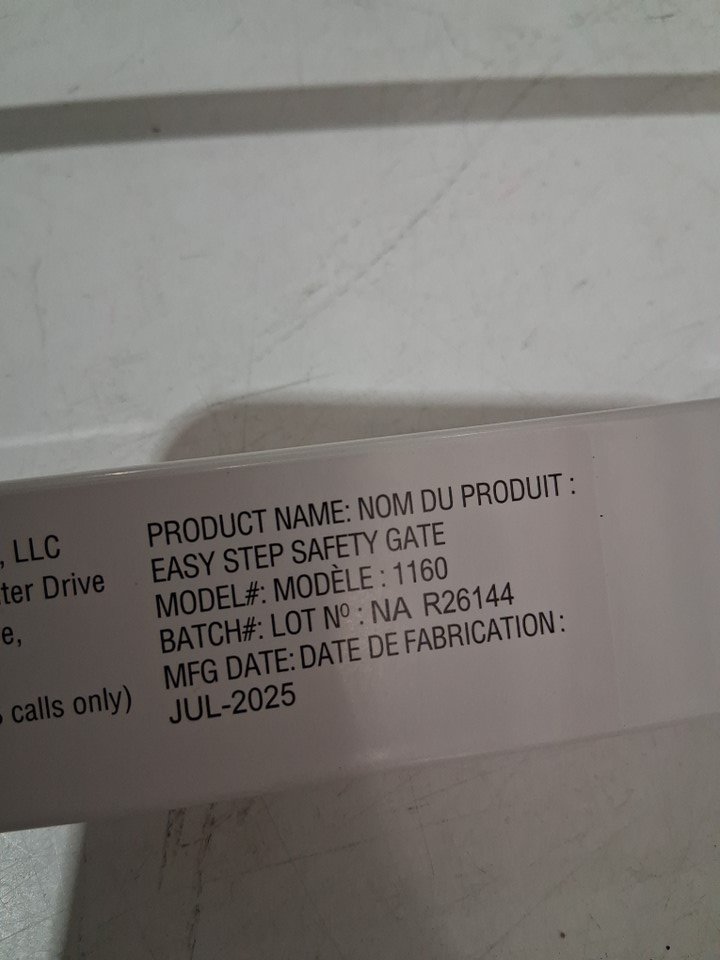 , LLC
ter Drive
e,
calls only)
PRODUCT NAME: NOM DU PRODUIT :
EASY STEP SAFETY GATE
MODEL#: MODÈLE : 1160
BATCH#: LOT Nº : NA R26144
MFG DATE: DATE DE FABRICATION :
JUL-2025